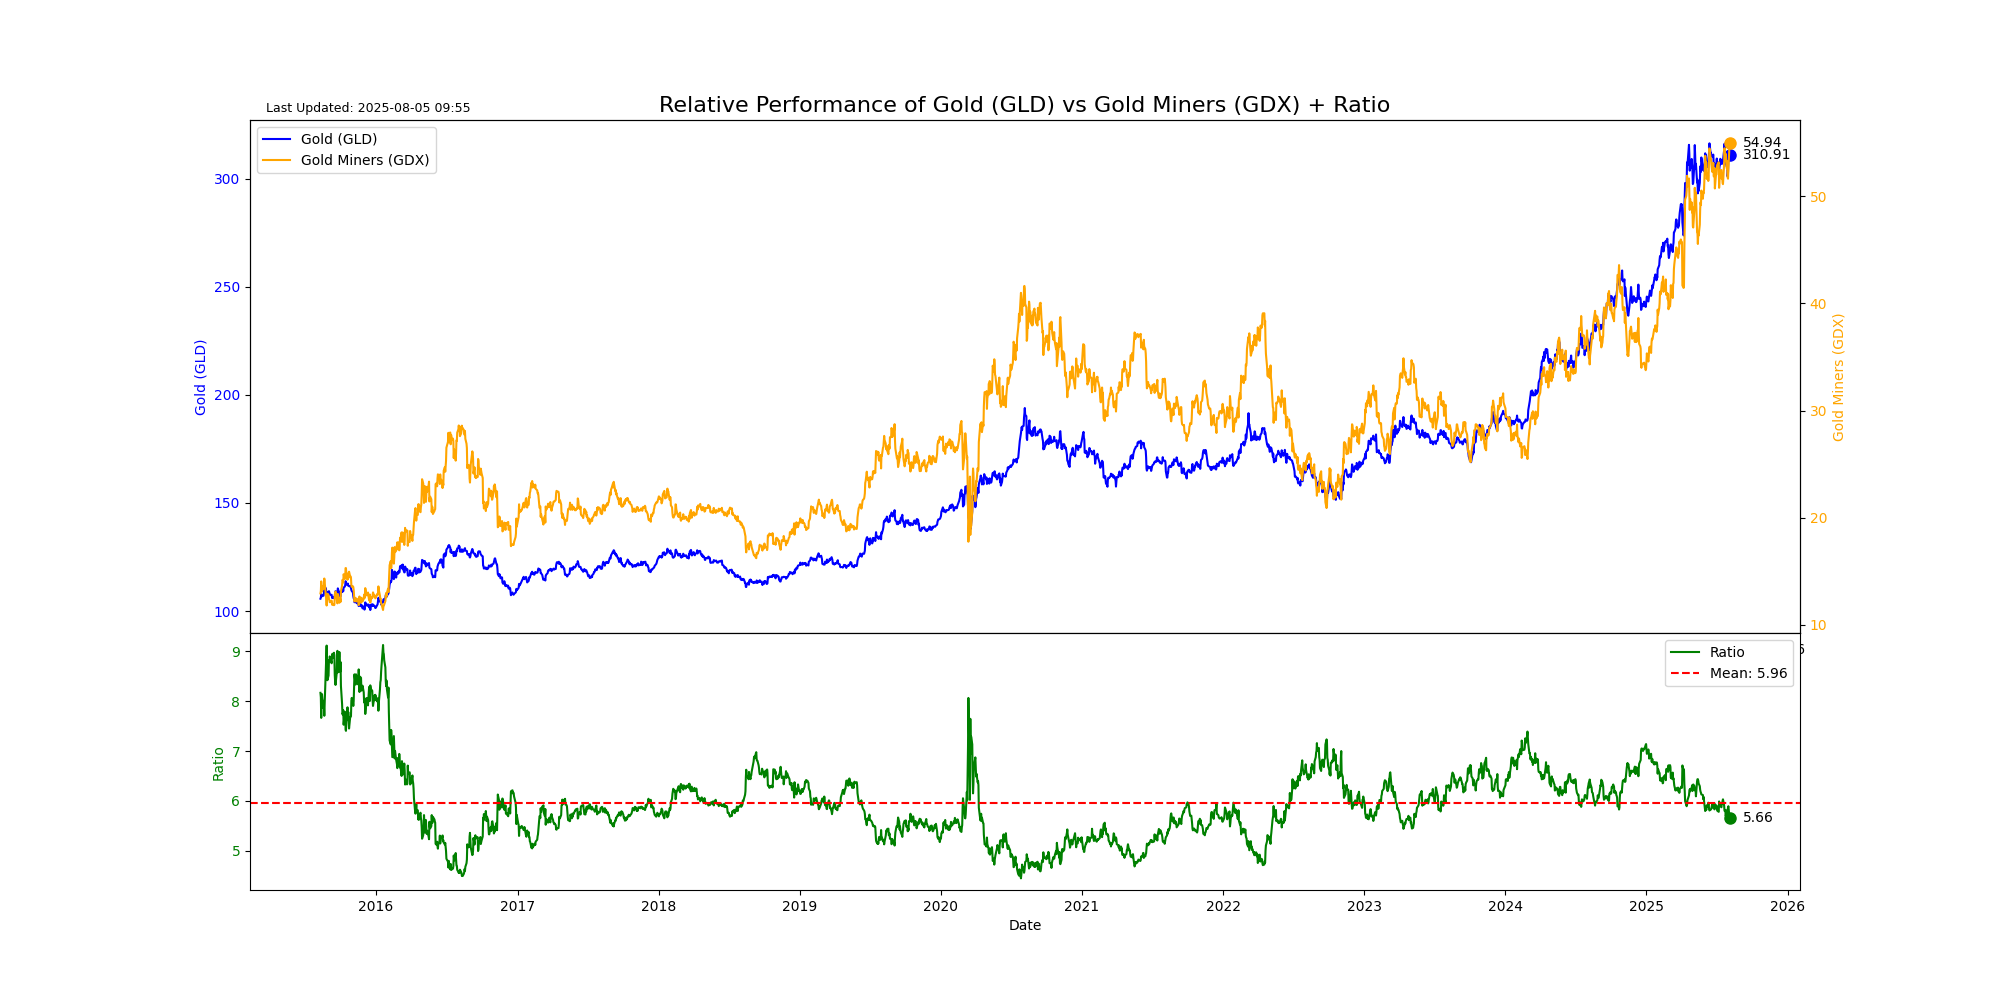 Last Updated: 2025-08-05 09:55
Relative Performance of Gold (GLD) vs Gold Miners (GDX) + Ratio
Gold (GLD)
Gold Miners (GDX)
54.94
310.91
300
250
200
150
100
Gold (GLD)
50
40
30
20
10
Gold Miners (GDX)
Ratio
Mean: 5.96
9
8
7
6
5
Ratio
5.66
2016 2017 2018 2019 2020 2021 2022 2023 2024 2025 2026
Date